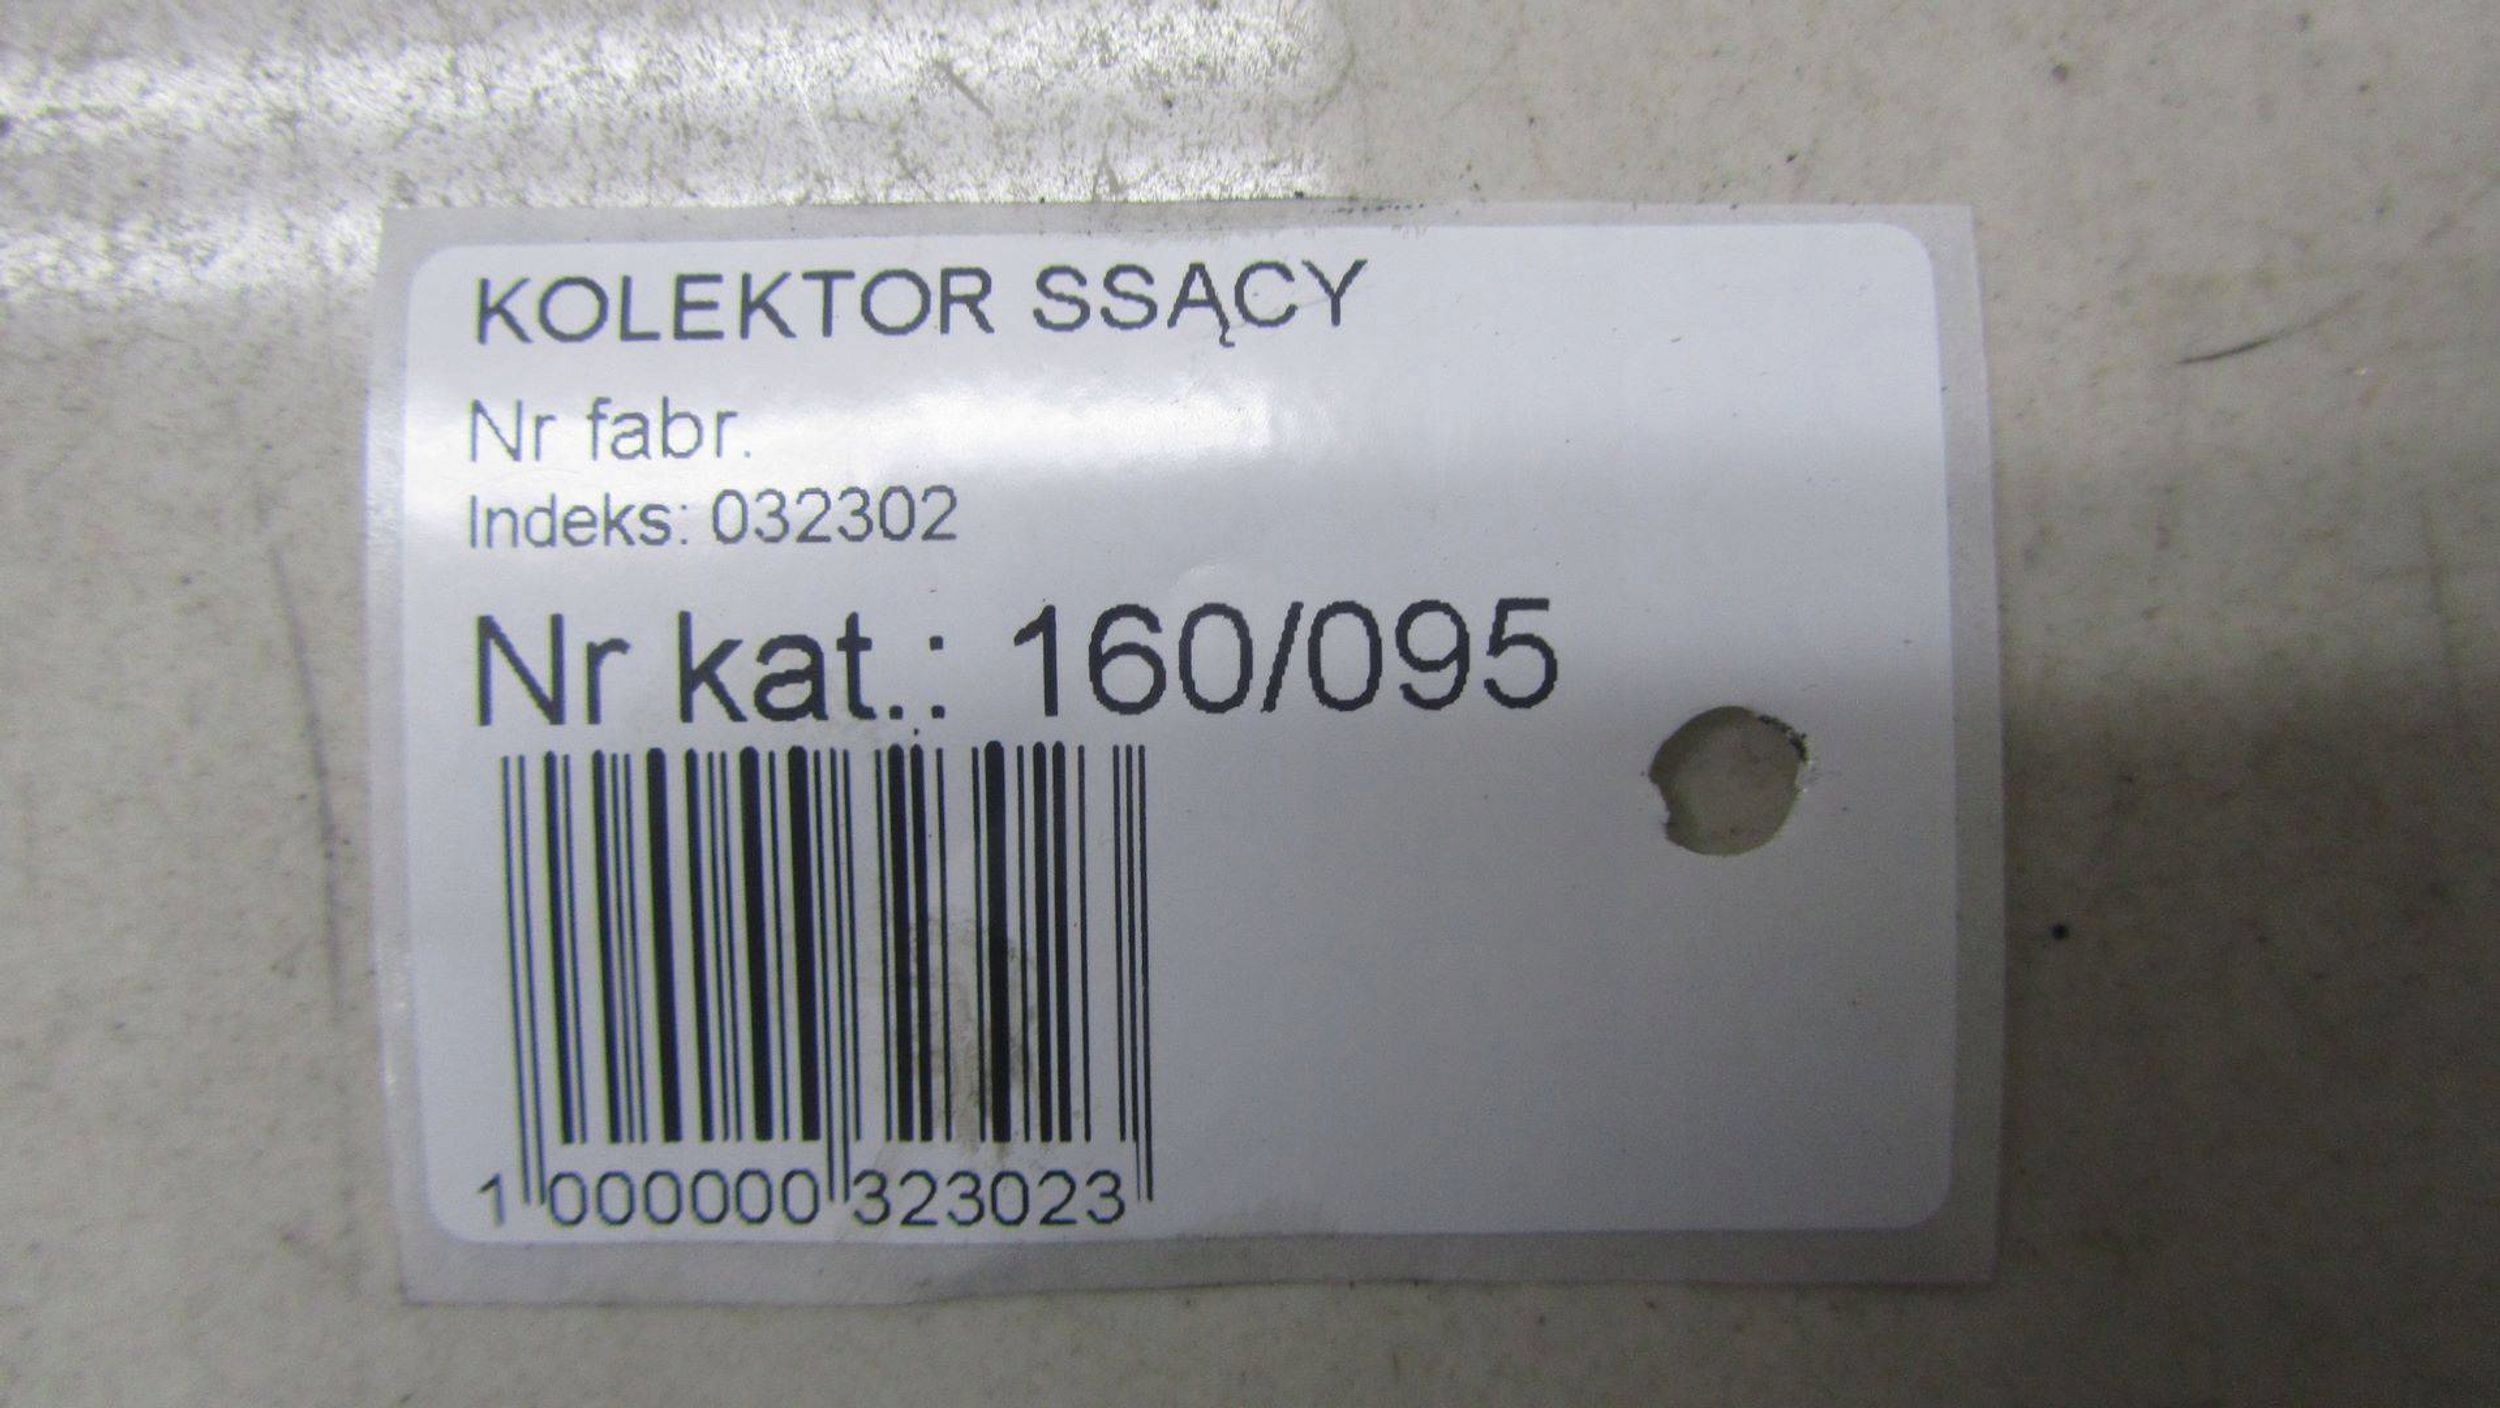 KOLEKTOR SSĄCY
Nr fabr.
Indeks: 032302
Nr kat.: 160/095
1 000000 323023